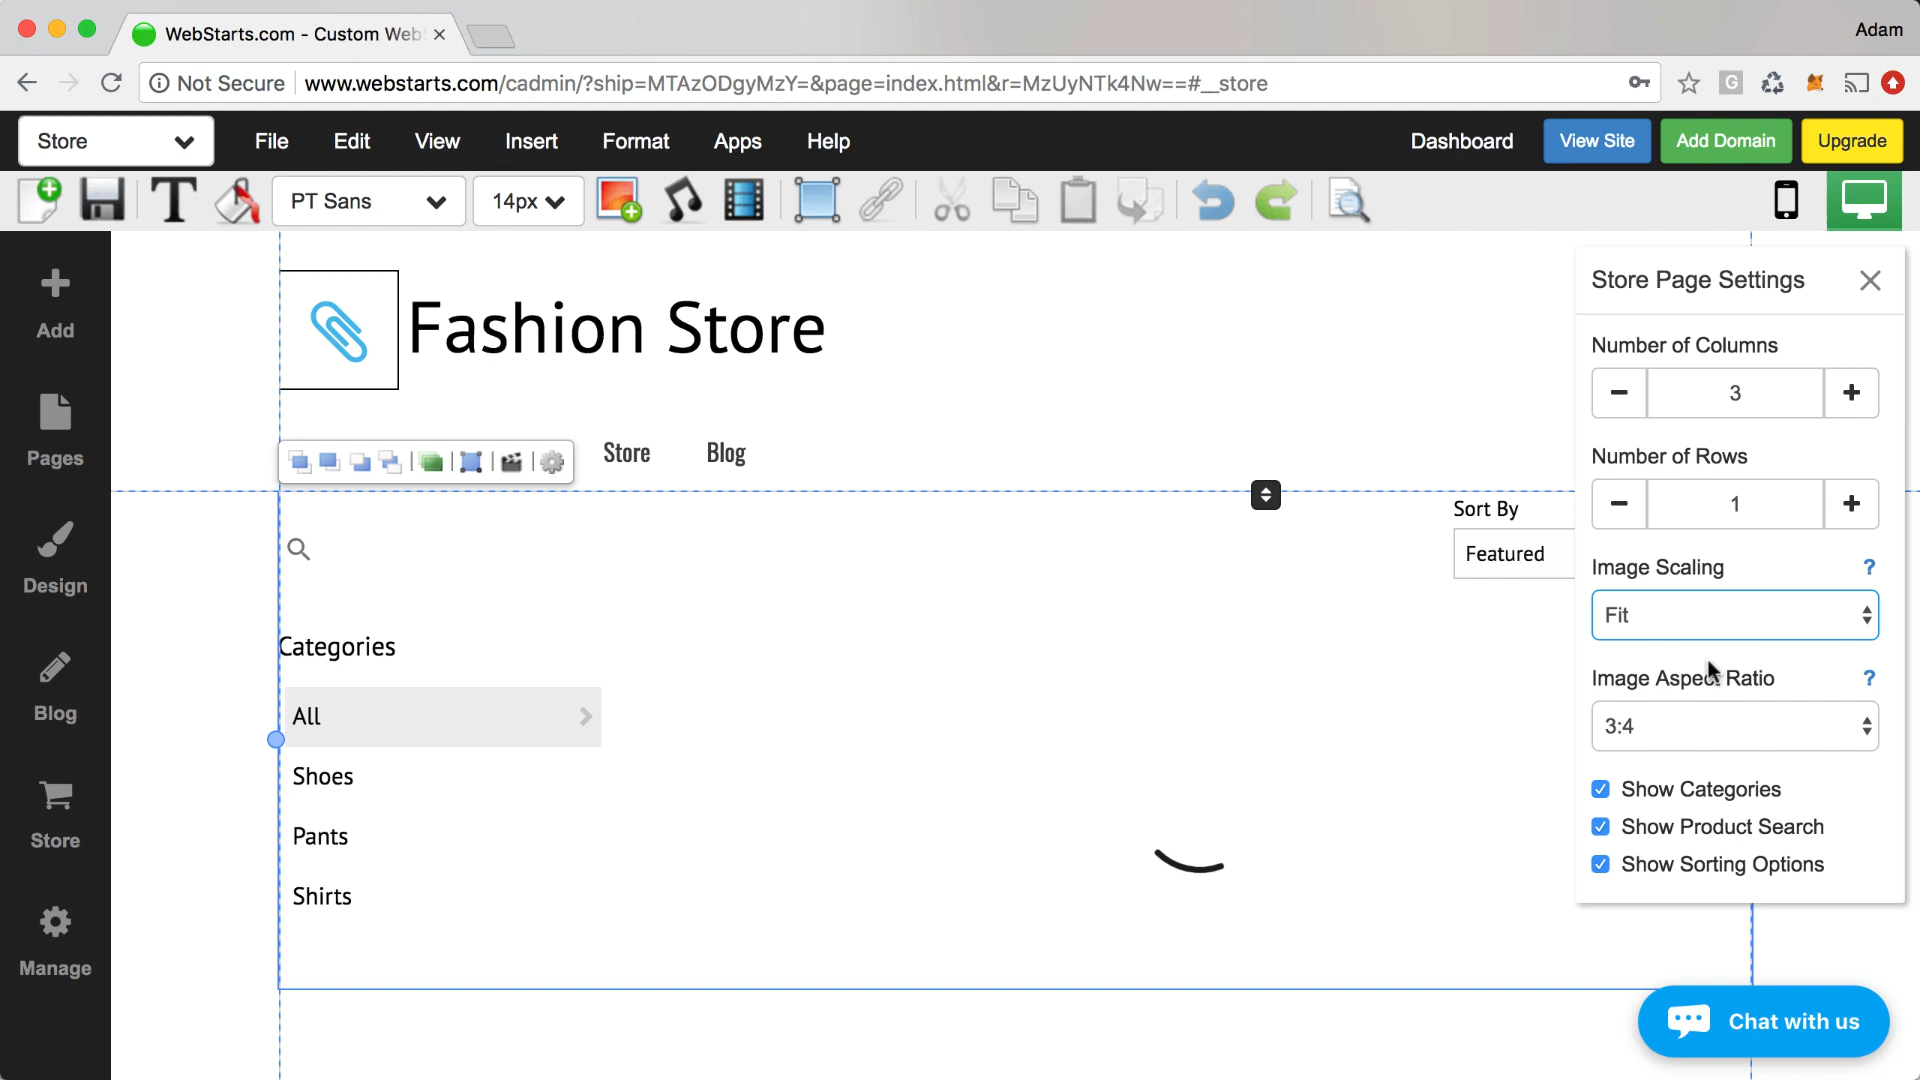 WebStarts.com - Custom Web
Adam
Not Secure
www.webstarts.com/cadmin/?ship=MTAzODgyMzY=&page=index.html&r=MzUyNTk4Nw==#__store
G
Store
File
Edit
View
Insert
Format
Apps
Help
Dashboard
View Site
Add Domain
Upgrade
T
PT Sans
14px
Add
Pages
Design
Blog
Store
Manage
Fashion Store
Store
Blog
Sort By
Featured
Categories
All
Shoes
Pants
Shirts
Store Page Settings
Number of Columns
3
Number of Rows
1
Image Scaling
?
Fit
Image Aspect Ratio
?
3:4
Show Categories
Show Product Search
Show Sorting Options
Chat with us